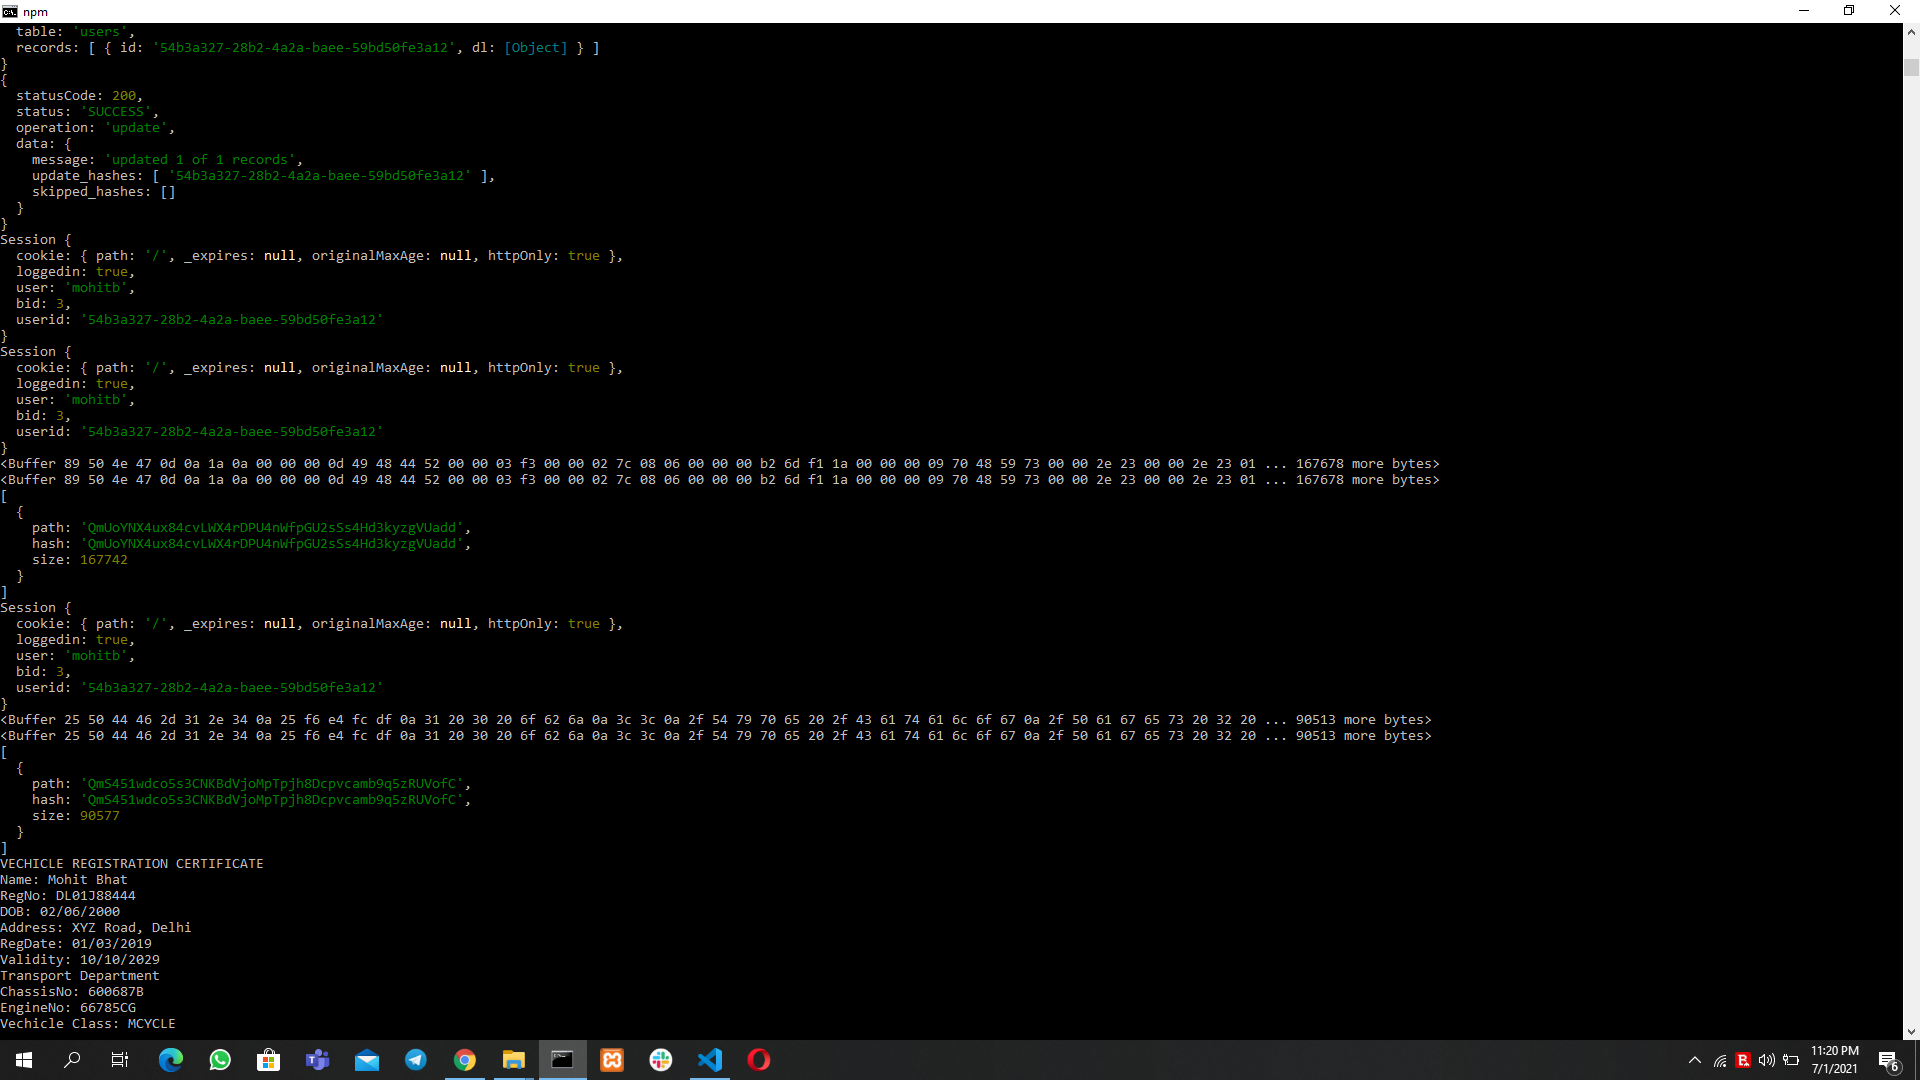 npm
table: 'users',
records: [ { id: '54b3a327-28b2-4a2a-baee-59bd50fe3a12', dl: [Object] } ]
}
{
statusCode: 200,
status: 'SUCCESS',
operation: 'update',
data: {
message: 'updated 1 of 1 records',
update_hashes: [ '54b3a327-28b2-4a2a-baee-59bd50fe3a12' ],
skipped_hashes: []
}
}
Session {
cookie: { path: '/', _expires: null, originalMaxAge: null, httpOnly: true },
loggedin: true,
user: 'mohitb',
bid: 3,
userid: '54b3a327-28b2-4a2a-baee-59bd50fe3a12'
}
Session {
cookie: { path: '/', _expires: null, originalMaxAge: null, httpOnly: true },
loggedin: true,
user: 'mohitb',
bid: 3,
userid: '54b3a327-28b2-4a2a-baee-59bd50fe3a12'
}
<Buffer 89 50 4e 47 0d 0a 1a 0a 00 00 00 0d 49 48 44 52 00 00 03 f3 00 00 02 7c 08 06 00 00 00 b2 6d f1 1a 00 00 00 09 70 48 59 73 00 00 2e 23 00 00 2e 23 01 ... 167678 more bytes>
<Buffer 89 50 4e 47 0d 0a 1a 0a 00 00 00 0d 49 48 44 52 00 00 03 f3 00 00 02 7c 08 06 00 00 00 b2 6d f1 1a 00 00 00 09 70 48 59 73 00 00 2e 23 00 00 2e 23 01 ... 167678 more bytes>
[
{
path: 'QmUoYNX4ux84cvLWX4rDPU4nWfpGU2sSs4Hd3kyzgVUadd',
hash: 'QmUoYNX4ux84cvLWX4rDPU4nWfpGU2sSs4Hd3kyzgVUadd',
size: 167742
}
]
Session {
cookie: { path: '/', _expires: null, originalMaxAge: null, httpOnly: true },
loggedin: true,
user: 'mohitb',
bid: 3,
userid: '54b3a327-28b2-4a2a-baee-59bd50fe3a12'
}
<Buffer 25 50 44 46 2d 31 2e 34 0a 25 f6 e4 fc df 0a 31 20 30 20 6f 62 6a 0a 3c 3c 0a 2f 54 79 70 65 20 2f 43 61 74 61 6c 6f 67 0a 2f 50 61 67 65 73 20 32 20 ... 90513 more bytes>
<Buffer 25 50 44 46 2d 31 2e 34 0a 25 f6 e4 fc df 0a 31 20 30 20 6f 62 6a 0a 3c 3c 0a 2f 54 79 70 65 20 2f 43 61 74 61 6c 6f 67 0a 2f 50 61 67 65 73 20 32 20 ... 90513 more bytes>
[
{
path: 'QmS451wdco5s3CNKBdVjoMpTpjh8Dcpvcamb9q5zRUVofC',
hash: 'QmS451wdco5s3CNKBdVjoMpTpjh8Dcpvcamb9q5zRUVofC',
size: 90577
}
]
VECHICLE REGISTRATION CERTIFICATE
Name: Mohit Bhat
RegNo: DL01J88444
DOB: 02/06/2000
Address: XYZ Road, Delhi
RegDate: 01/03/2019
Validity: 10/10/2029
Transport Department
ChassisNo: 600687B
EngineNo: 66785CG
Vechicle Class: MCYCLE
11:20 PM
7/1/2021
6